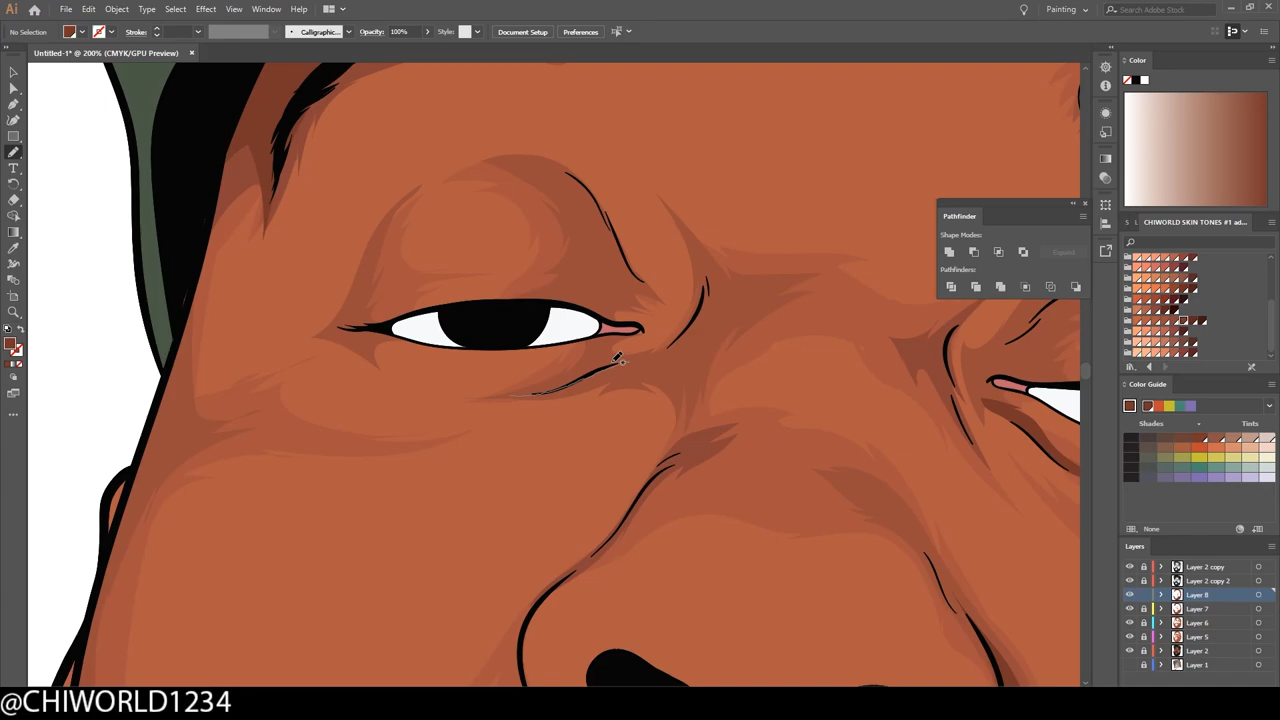 Ai File Edit Object Type Select Effect View Window Help Painting Search Adobe Stock
No Selection Stroke: Calligraphic... Opacity: 100% Style: Document Setup Preferences
Untitled-1* @ 200% (CMYK/GPU Preview)
Color
Pathfinder
Shape Modes:
Expand
Pathfinders:
CHIWORLD SKIN TONES #1 ad...
Color Guide
Shades Tints
None
Layers
Layer 2 copy
Layer 2 copy 2
Layer 8
Layer 7
Layer 6
Layer 5
Layer 2
Layer 1
@CHIWORLD1234